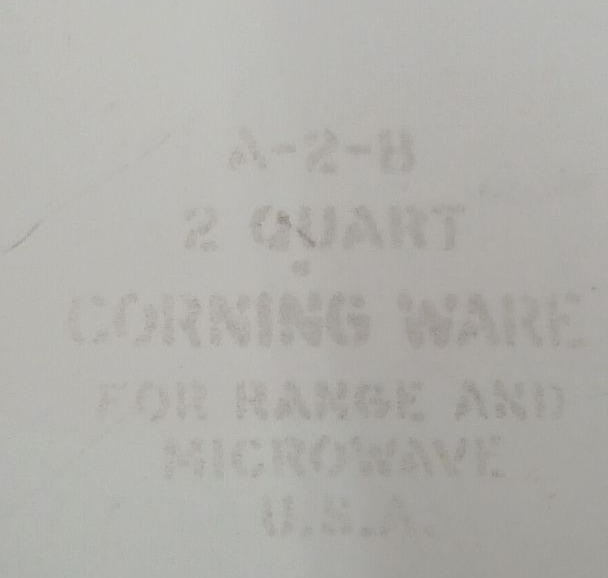 A-2-B
2 QUART
CORNING WARE
FOR RANGE AND
MICROWAVE
U.S.A.